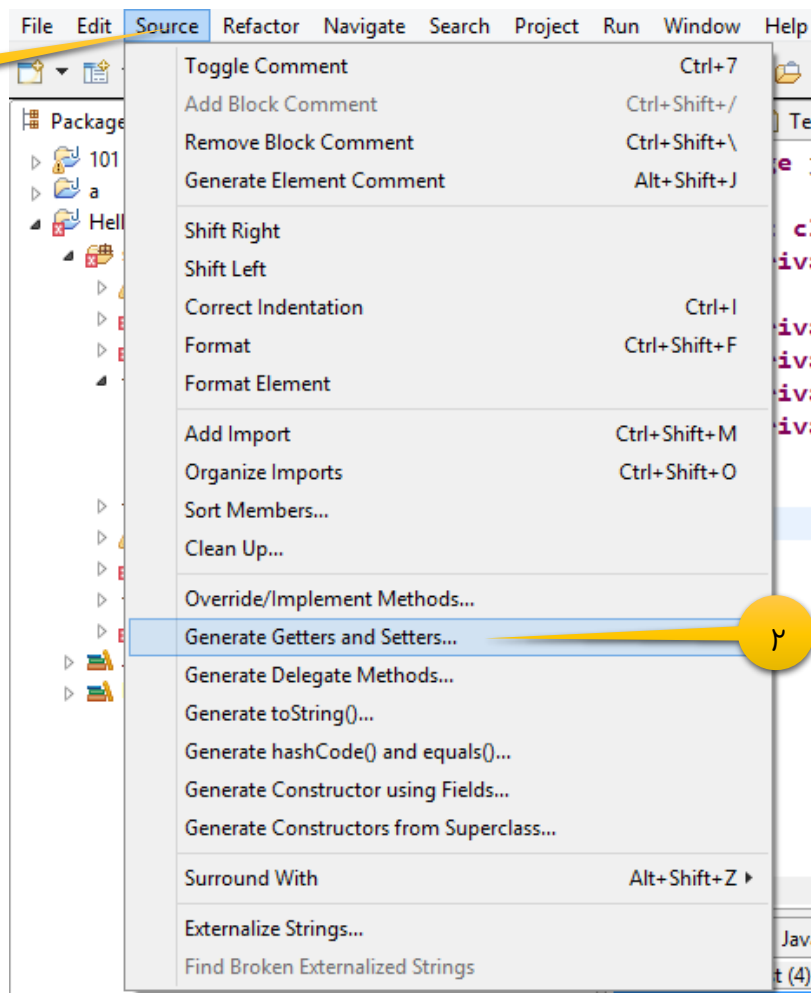 File Edit Source Refactor Navigate Search Project Run Window Help
Toggle Comment Ctrl+7
Add Block Comment Ctrl+Shift+/
Package
Remove Block Comment Ctrl+Shift+\
101
Generate Element Comment Alt+Shift+J
a
Hell
Shift Right
Shift Left
Correct Indentation Ctrl+I
Format Ctrl+Shift+F
Format Element
Add Import Ctrl+Shift+M
Organize Imports Ctrl+Shift+O
Sort Members...
Clean Up...
Override/Implement Methods...
Generate Getters and Setters... ۲
Generate Delegate Methods...
Generate toString()...
Generate hashCode() and equals()...
Generate Constructor using Fields...
Generate Constructors from Superclass...
Surround With Alt+Shift+Z
Externalize Strings...
Java
Find Broken Externalized Strings
t (4)